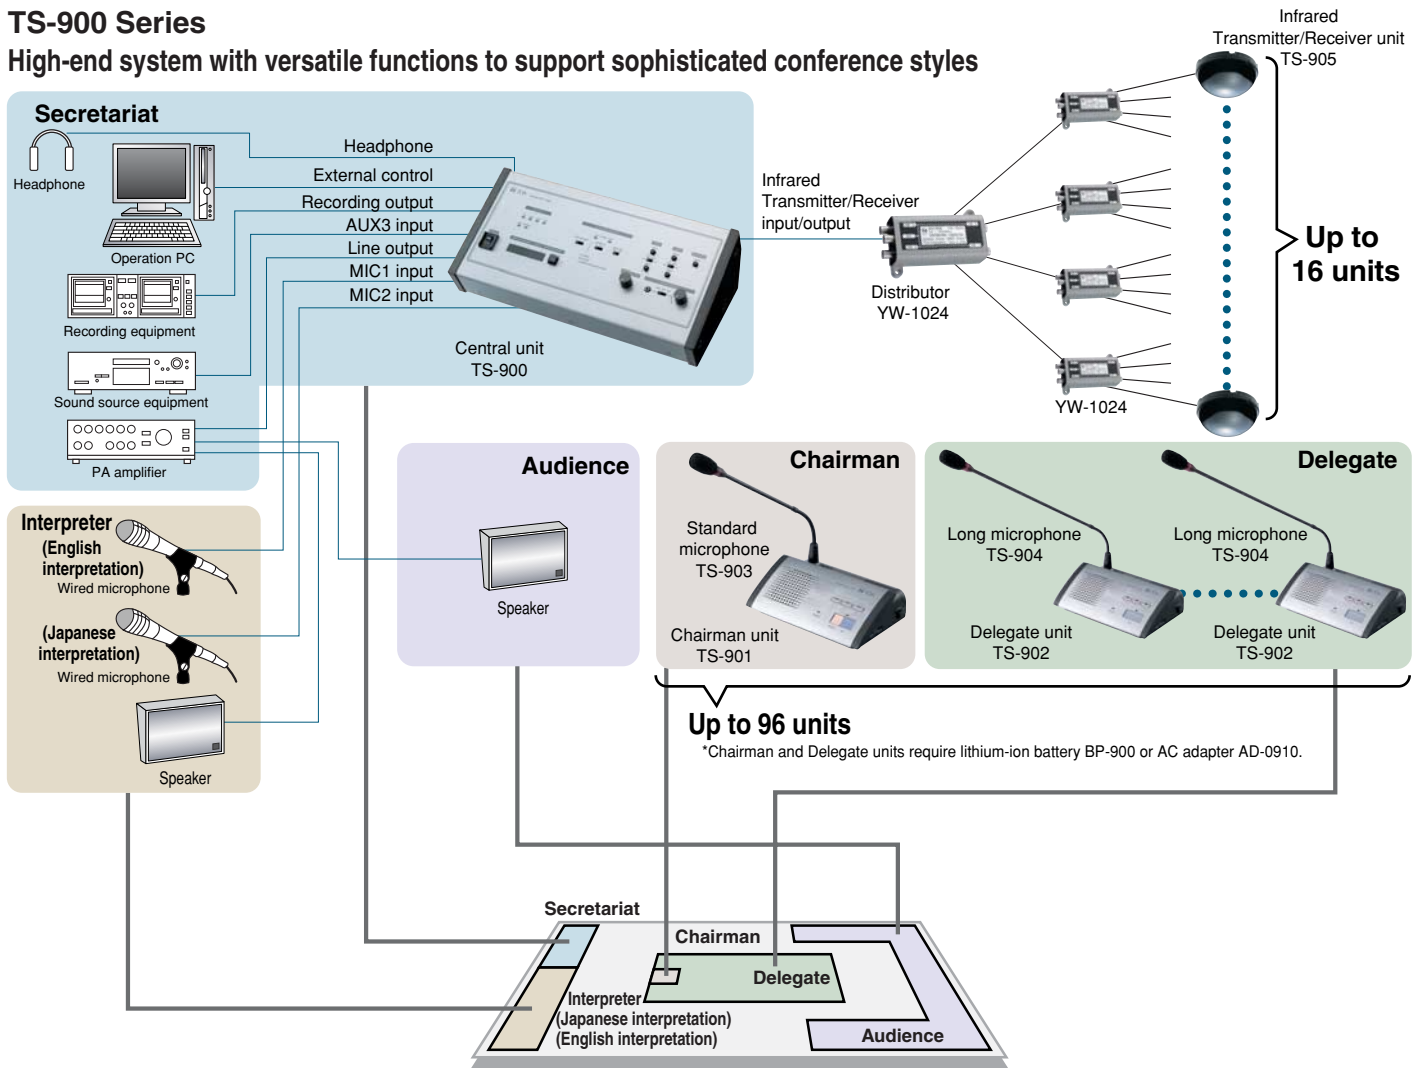 TS-900 Series
High-end system with versatile functions to support sophisticated conference styles
Infrared
Transmitter/Receiver unit
TS-905
Secretariat
Headphone
Operation PC
Recording equipment
Sound source equipment
PA amplifier
Headphone
External control
Recording output
AUX3 input
Line output
MIC1 input
MIC2 input
Central unit
TS-900
Infrared
Transmitter/Receiver
input/output
Distributor
YW-1024
YW-1024
Up to
16 units
Interpreter
(English
interpretation)
Wired microphone
(Japanese
interpretation)
Wired microphone
Speaker
Audience
Speaker
Chairman
Standard
microphone
TS-903
Chairman unit
TS-901
Delegate
Long microphone
TS-904
Long microphone
TS-904
Delegate unit
TS-902
Delegate unit
TS-902
Up to 96 units
*Chairman and Delegate units require lithium-ion battery BP-900 or AC adapter AD-0910.
Secretariat
Chairman
Delegate
Interpreter
(Japanese interpretation)
(English interpretation)
Audience